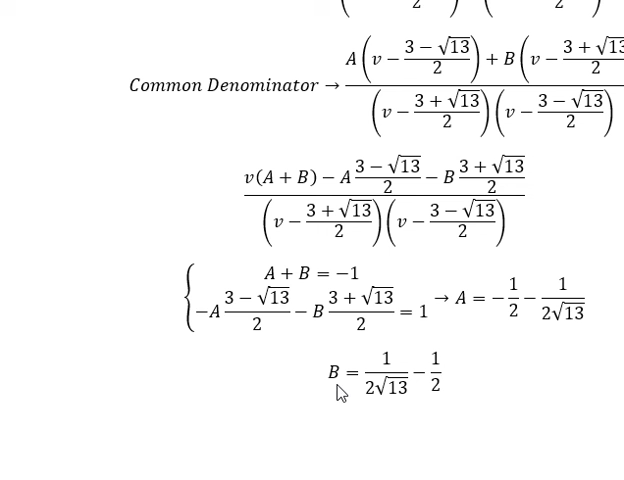 2 2
Common Denominator → (A(v − (3 − √13)/2) + B(v − (3 + √13)/2)/((v − (3 + √13)/2)(v − (3 − √13)/2))
(v(A + B) − A (3 − √13)/2 − B (3 + √13)/2)/((v − (3 + √13)/2)(v − (3 − √13)/2))
{ A + B = −1
−A (3 − √13)/2 − B (3 + √13)/2 = 1 → A = −1/2 − 1/(2√13)
B = 1/(2√13) − 1/2